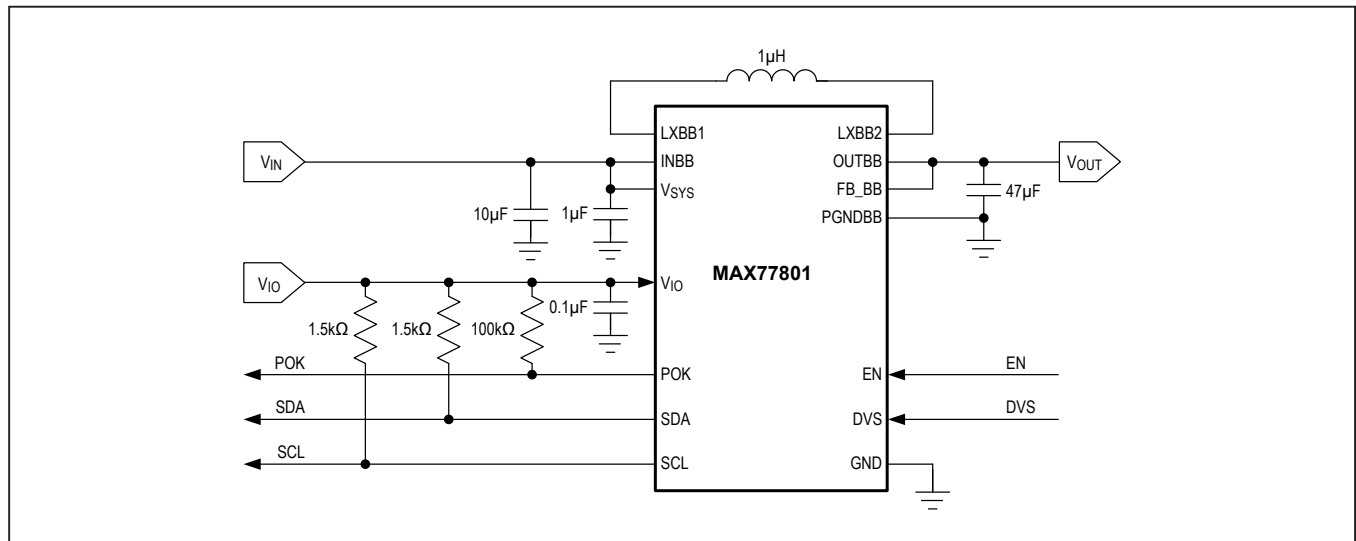 1µH
LXBB1 LXBB2
VIN INBB OUTBB VOUT
VSYS FB_BB
10µF 1µF 47µF
PGNDBB
MAX77801
VIO VIO
0.1µF
1.5kΩ 1.5kΩ 100kΩ
POK POK EN EN
SDA SDA DVS DVS
SCL SCL GND